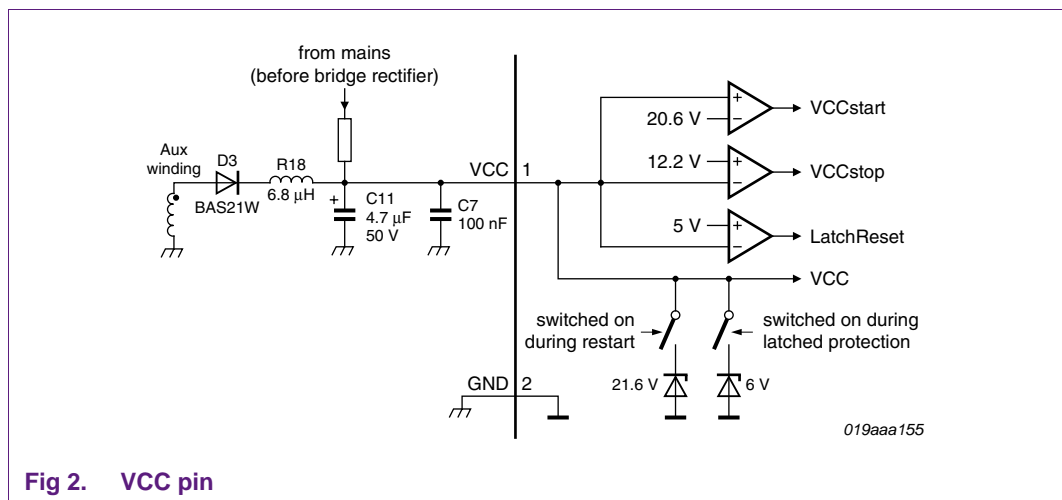 from mains
(before bridge rectifier)
Aux
winding
D3
BAS21W
R18
6.8 μH
+
C11
4.7 μF
50 V
C7
100 nF
VCC
1
+
20.6 V
−
VCCstart
12.2 V
+
−
VCCstop
5 V
+
−
LatchReset
VCC
switched on
during restart
switched on during
latched protection
21.6 V
6 V
GND
2
019aaa155
Fig 2. VCC pin